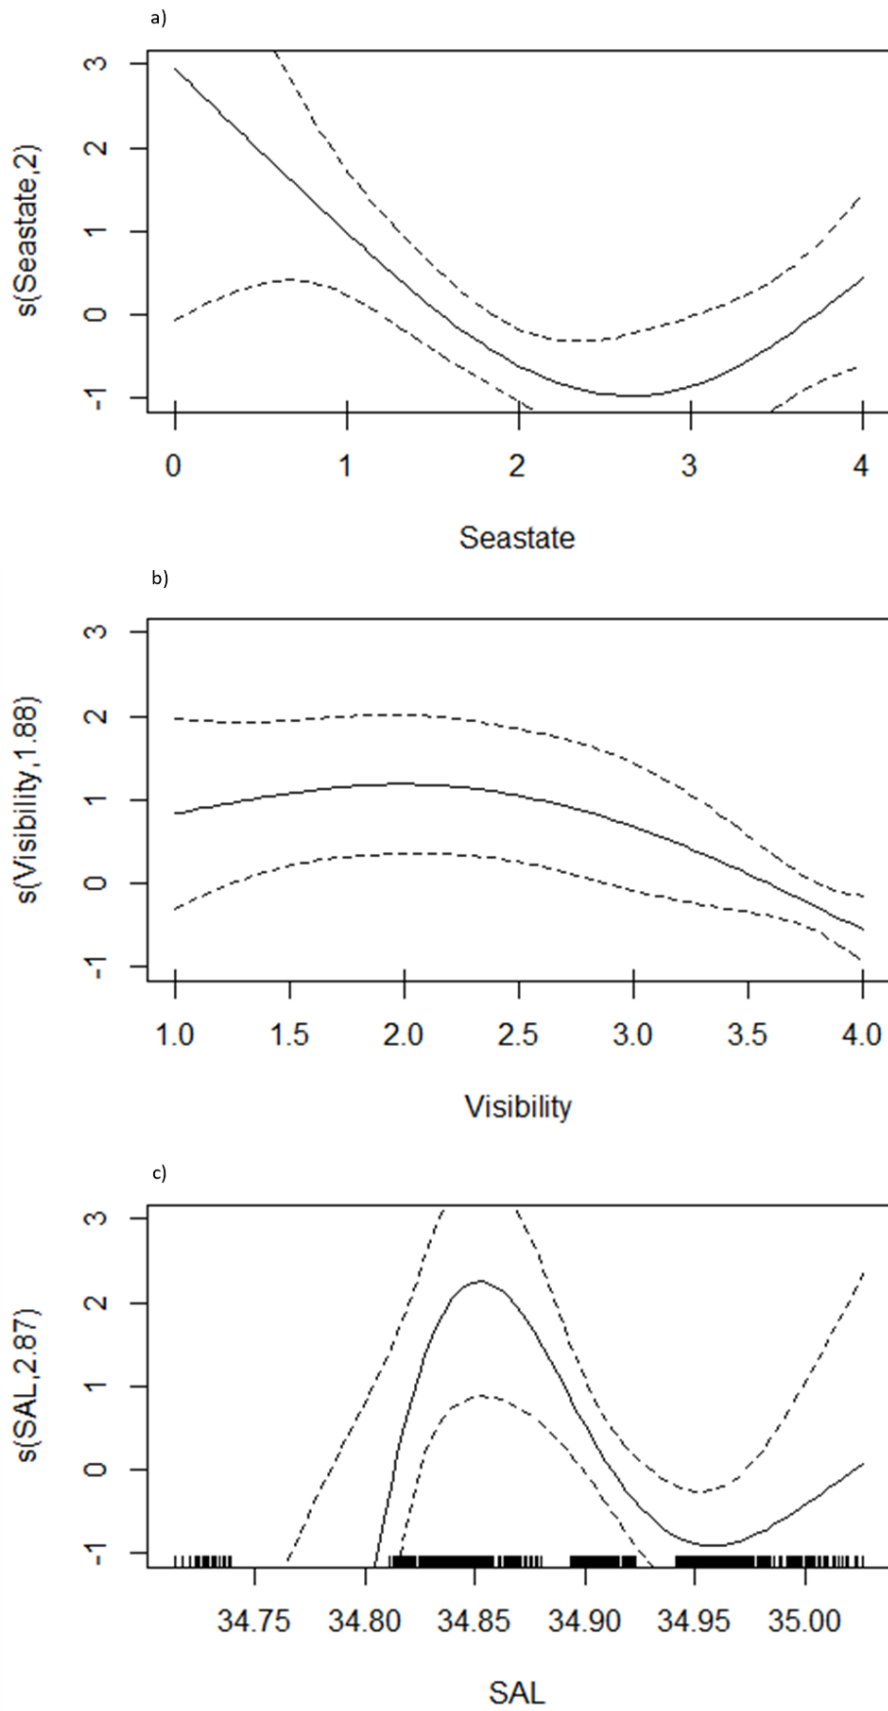 a)
s(Seastate,2)
3
2
1
0
-1
0 1 2 3 4
Seastate
b)
s(Visibility,1.88)
3
2
1
0
-1
1.0 1.5 2.0 2.5 3.0 3.5 4.0
Visibility
c)
s(SAL,2.87)
3
2
1
0
-1
34.75 34.80 34.85 34.90 34.95 35.00
SAL